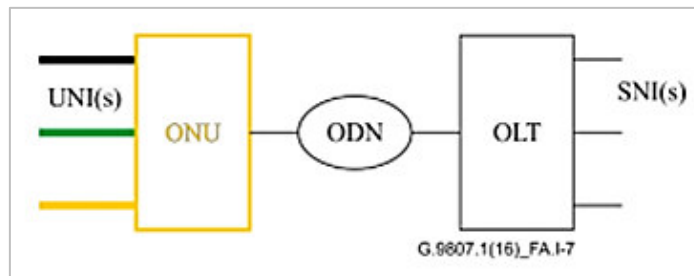 UNI(s)
ONU
ODN
OLT
SNI(s)
G.9807.1(16)_FA.I-7